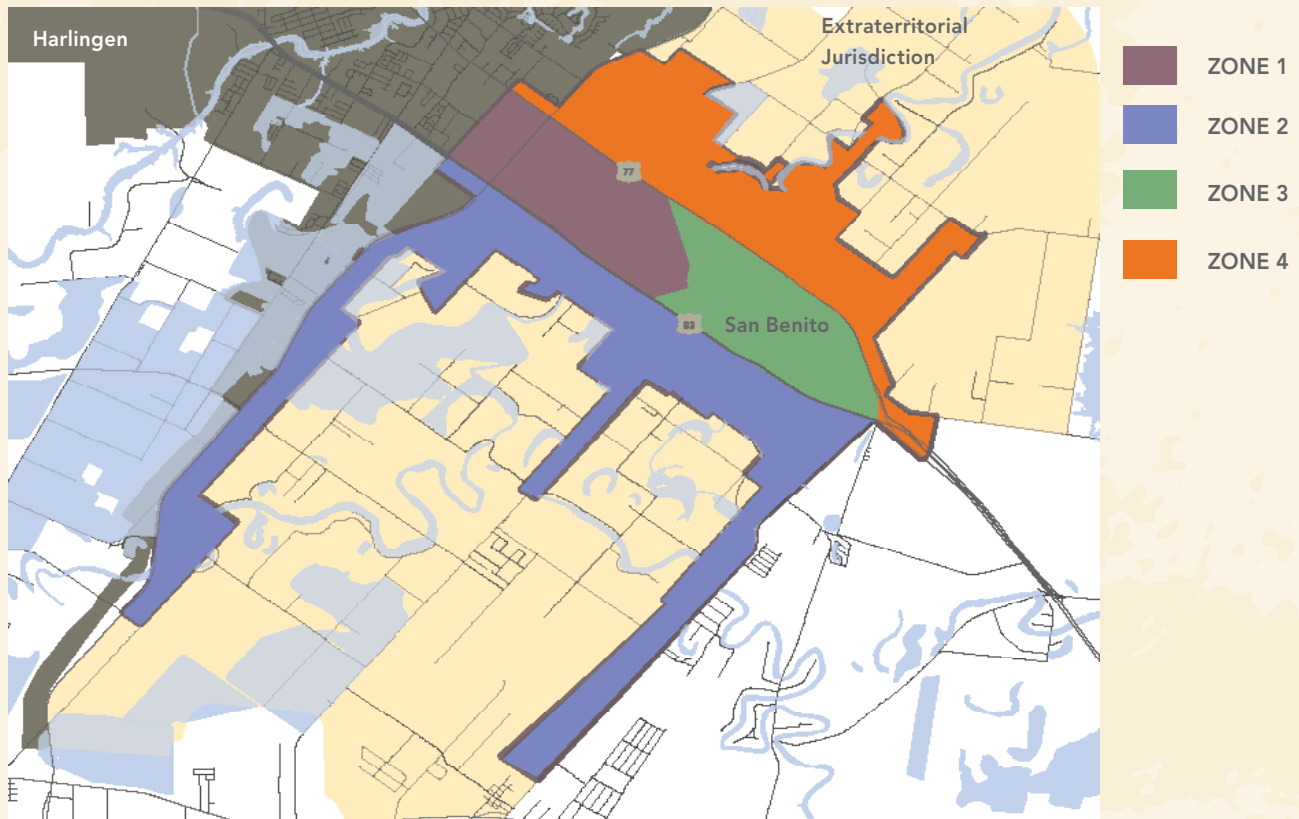 Harlingen
Extraterritorial
Jurisdiction
77
83
San Benito
ZONE 1
ZONE 2
ZONE 3
ZONE 4